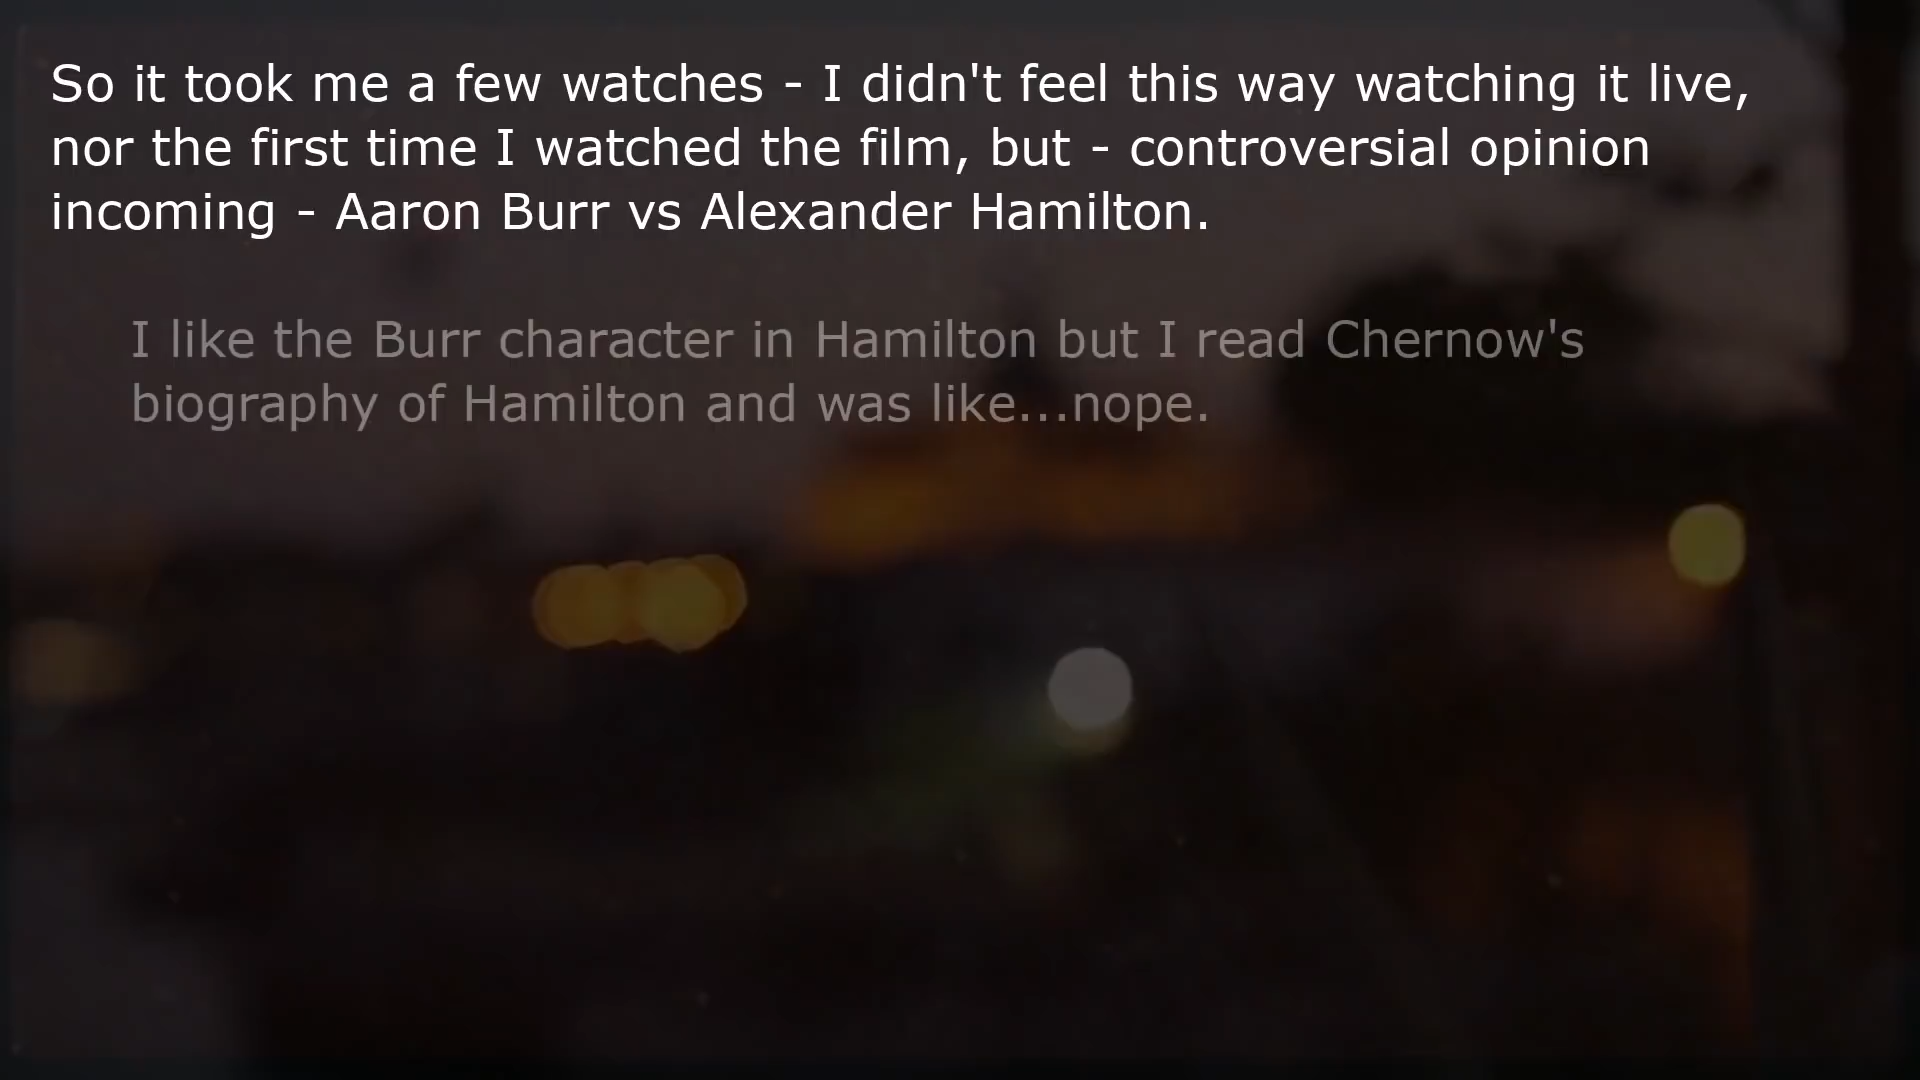 So it took me a few watches - I didn't feel this way watching it live,
nor the first time I watched the film, but - controversial opinion
incoming - Aaron Burr vs Alexander Hamilton.
I like the Burr character in Hamilton but I read Chernow's
biography of Hamilton and was like...nope.